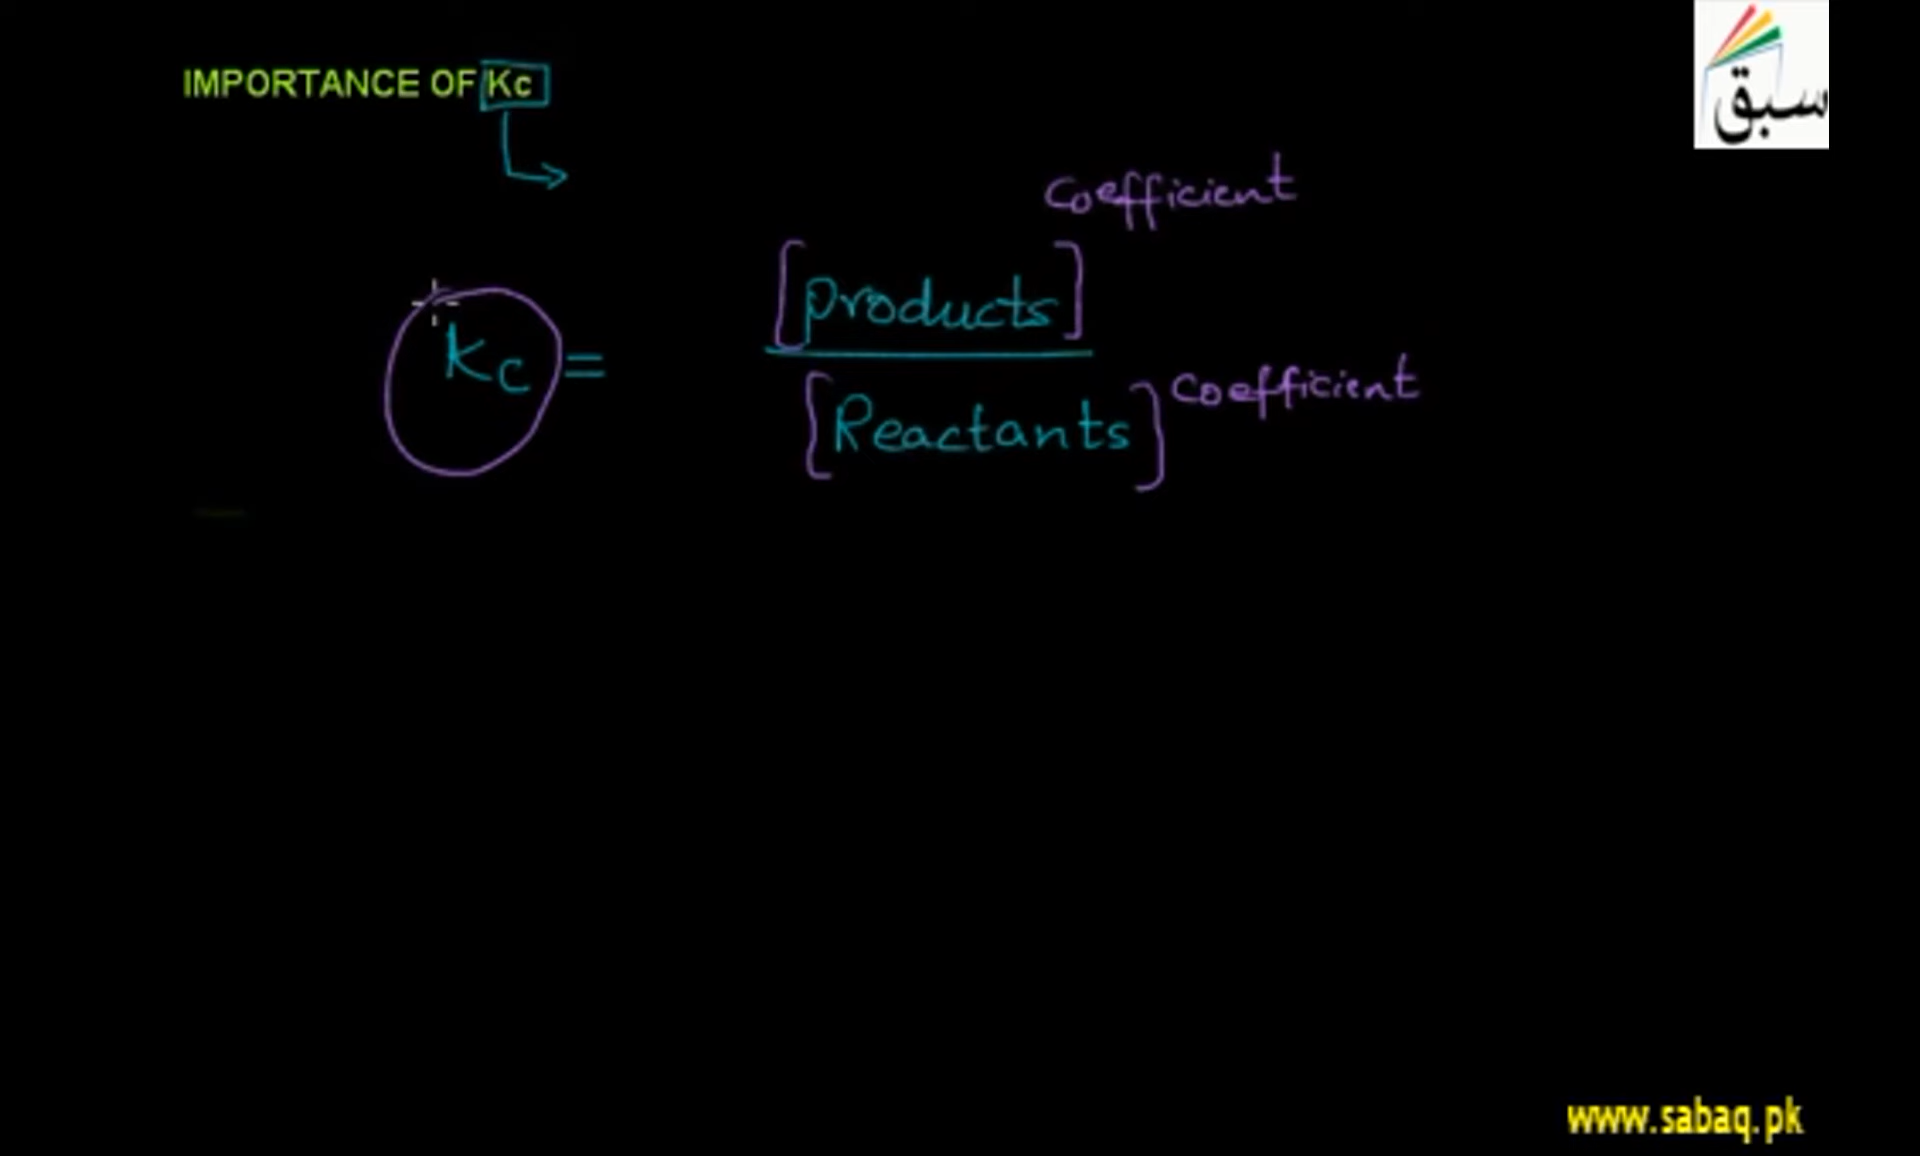 IMPORTANCE OF Kc
سبق
Coefficient
[products]
Kc =
[Reactants] Coefficient
www.sabaq.pk